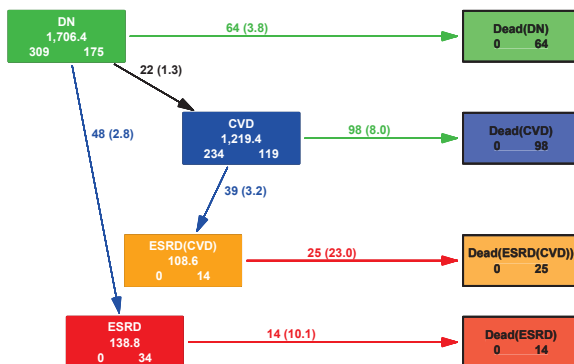 DN
1,706.4
309 175
64 (3.8)
Dead(DN)
0 64
22 (1.3)
48 (2.8)
CVD
1,219.4
234 119
98 (8.0)
Dead(CVD)
0 98
39 (3.2)
ESRD(CVD)
108.6
0 14
25 (23.0)
Dead(ESRD(CVD))
0 25
ESRD
138.8
0 34
14 (10.1)
Dead(ESRD)
0 14